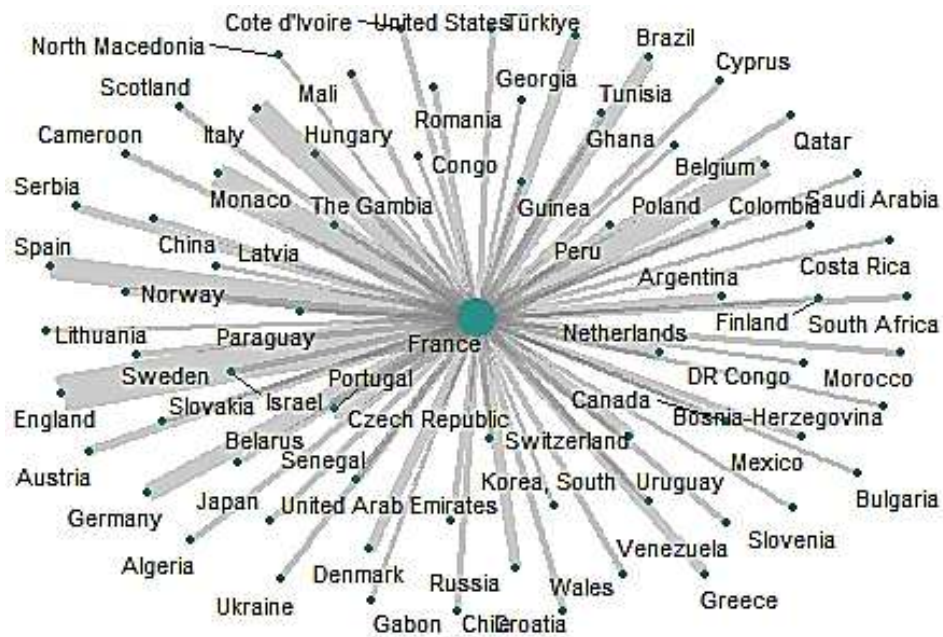 Cote d'Ivoire
United States
Türkiye
Brazil
North Macedonia
Cyprus
Georgia
Scotland
Mali
Tunisia
Romania
Italy
Hungary
Ghana
Qatar
Cameroon
Congo
Belgium
Serbia
Monaco
The Gambia
Guinea
Poland
Colombia
Saudi Arabia
Spain
China
Latvia
Peru
Costa Rica
Argentina
Norway
Finland
South Africa
Lithuania
Paraguay
France
Netherlands
Sweden
Portugal
DR Congo
Morocco
England
Slovakia
Israel
Czech Republic
Canada
Bosnia-Herzegovina
Belarus
Switzerland
Austria
Senegal
Mexico
Korea, South
Uruguay
Bulgaria
Germany
Japan
United Arab Emirates
Slovenia
Venezuela
Algeria
Denmark
Russia
Wales
Greece
Ukraine
Gabon
Chile
Croatia